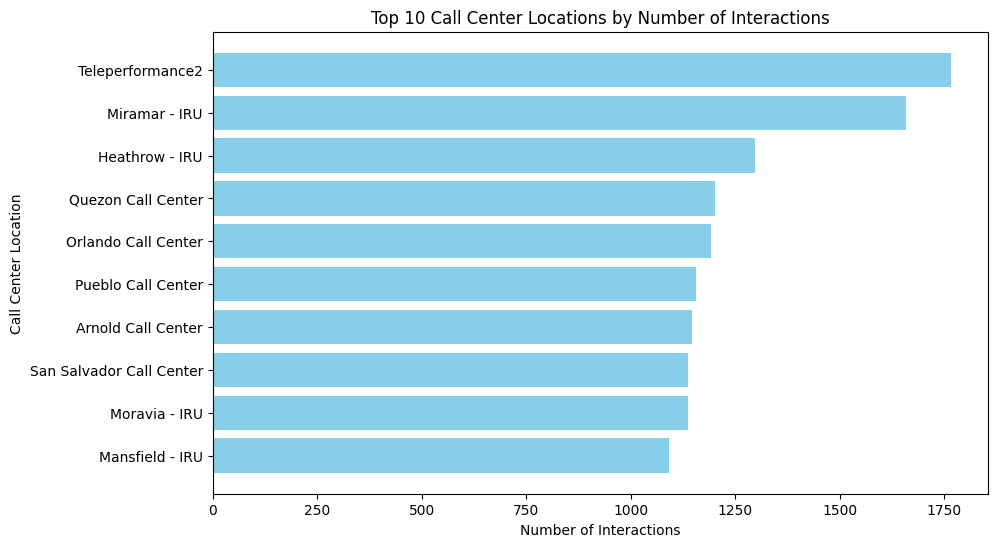 Top 10 Call Center Locations by Number of Interactions
Call Center Location
Teleperformance2
Miramar - IRU
Heathrow - IRU
Quezon Call Center
Orlando Call Center
Pueblo Call Center
Arnold Call Center
San Salvador Call Center
Moravia - IRU
Mansfield - IRU
0 250 500 750 1000 1250 1500 1750
Number of Interactions